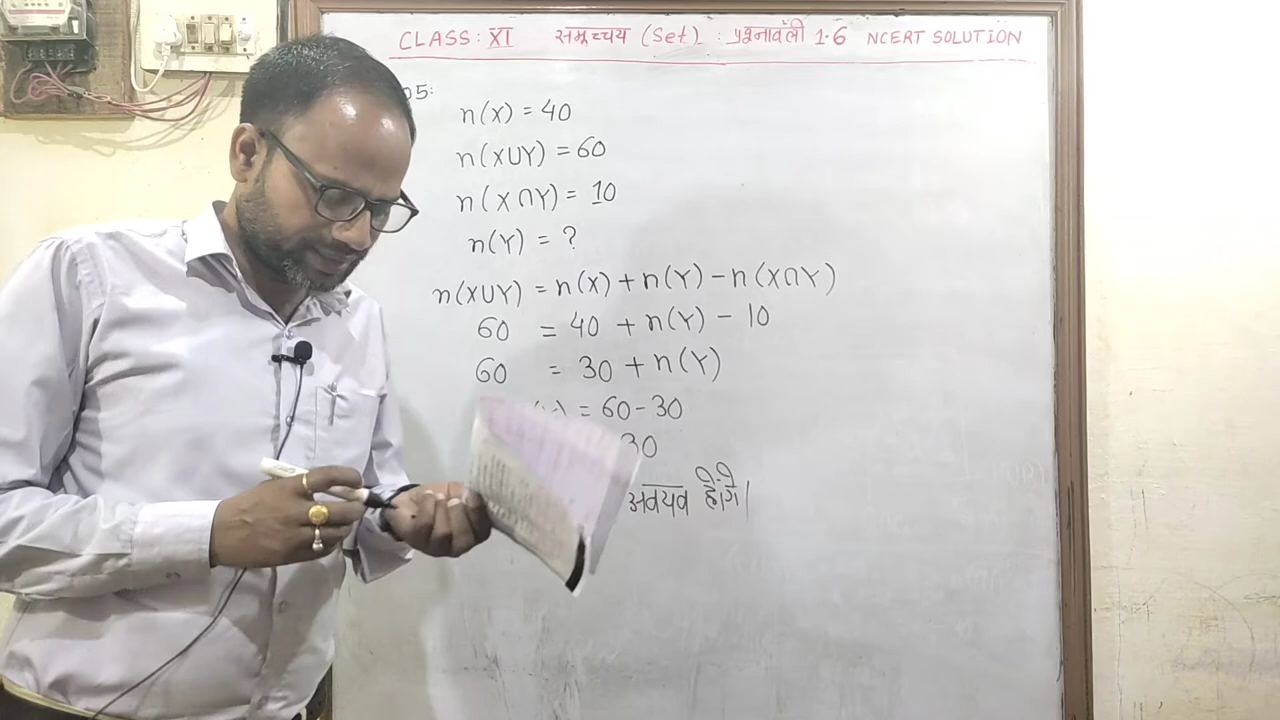 CLASS: XI समुच्चय (Set) : प्रश्नावली 1.6 NCERT SOLUTION
05:
n(X) = 40
n(X∪Y) = 60
n(X∩Y) = 10
n(Y) = ?
n(X∪Y) = n(X) + n(Y) - n(X∩Y)
60 = 40 + n(Y) - 10
60 = 30 + n(Y)
= 60-30
30
अवयव होंगे।